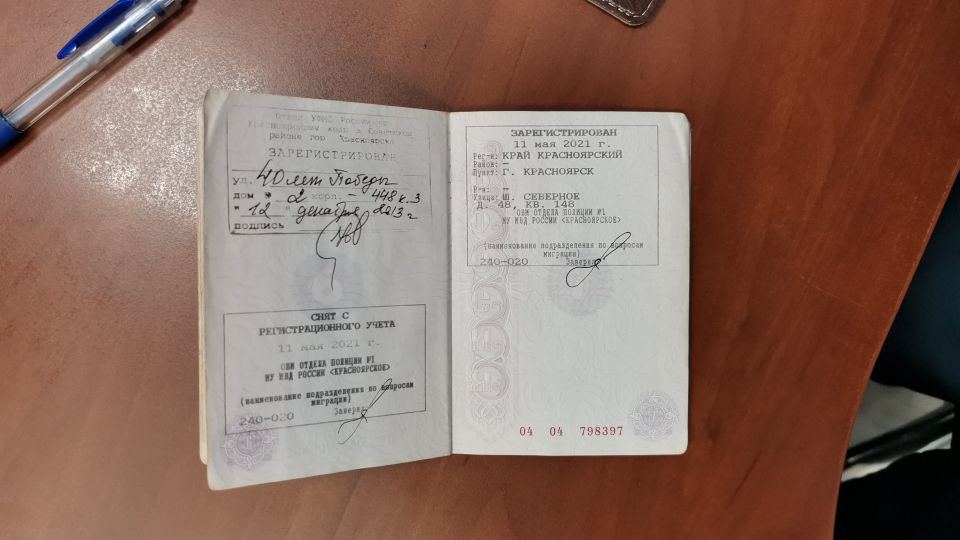 Отдел УФМС России по
Красноярскому краю в Советском
районе гор. Красноярска
ЗАРЕГИСТРИРОВАН
ул. 40 лет Победы
дом № 2 корп. – 448 к.3
" 12 " декабря 2013 г
подпись
СНЯТ С
РЕГИСТРАЦИОННОГО УЧЕТА
11 мая 2021 г.
ОВМ ОТДЕЛА ПОЛИЦИИ №1
МУ МВД РОССИИ <КРАСНОЯРСКОЕ>
(наименование подразделения по вопросам
миграции)
240-020 Заверил
ЗАРЕГИСТРИРОВАН
11 мая 2021 г.
Рег-н: КРАЙ КРАСНОЯРСКИЙ
Район: –
Пункт: Г. КРАСНОЯРСК
Р-н: –
Улица: Ш. СЕВЕРНОЕ
Д. 48, КВ. 148
ОВМ ОТДЕЛА ПОЛИЦИИ №1
МУ МВД РОССИИ <КРАСНОЯРСКОЕ>
(наименование подразделения по вопросам
миграции)
240-020 Заверил
04 04 798397